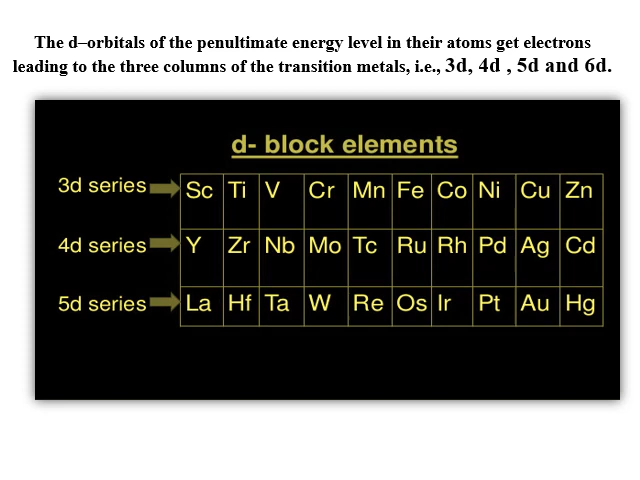 The d–orbitals of the penultimate energy level in their atoms get electrons
leading to the three columns of the transition metals, i.e., 3d, 4d , 5d and 6d.
d- block elements
3d series Sc Ti V Cr Mn Fe Co Ni Cu Zn
4d series Y Zr Nb Mo Tc Ru Rh Pd Ag Cd
5d series La Hf Ta W Re Os Ir Pt Au Hg